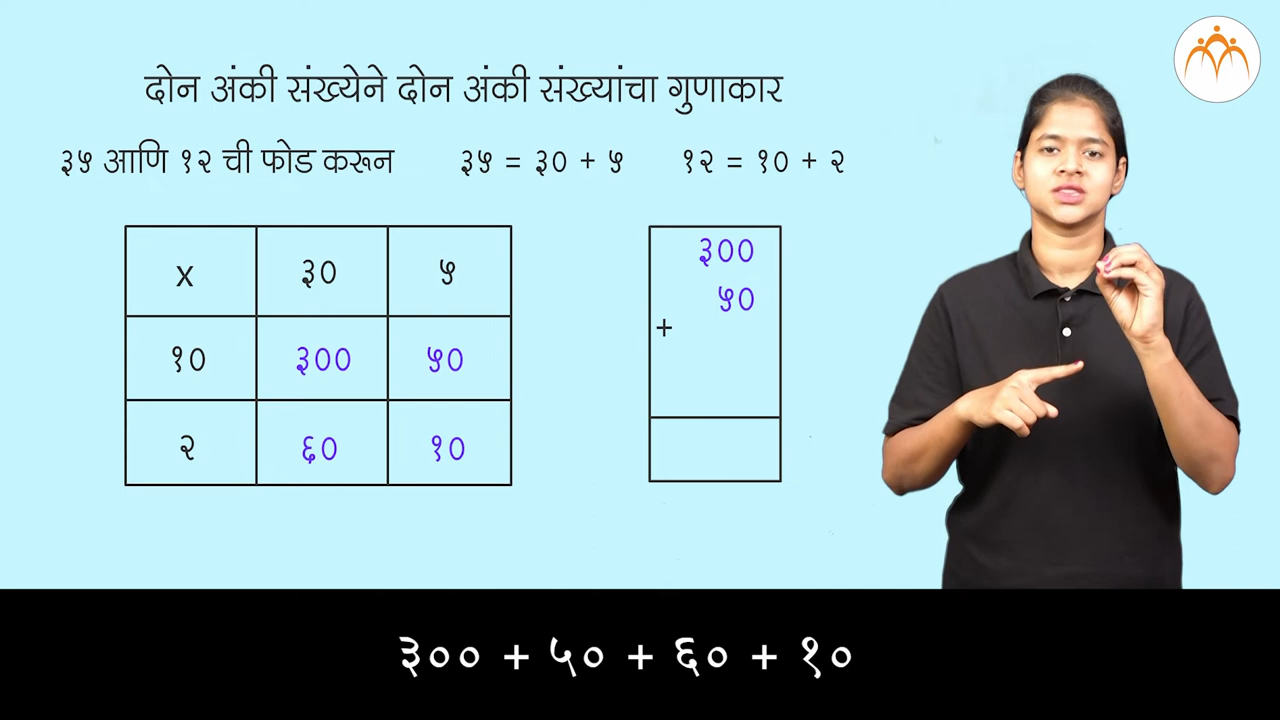 दोन अंकी संख्येने दोन अंकी संख्यांचा गुणाकार
३५ आणि १२ ची फोड करून ३५ = ३० + ५ १२ = १० + २
x ३० ५
१० ३०० ५०
२ ६० १०
३००
५०
+
३०० + ५० + ६० + १०